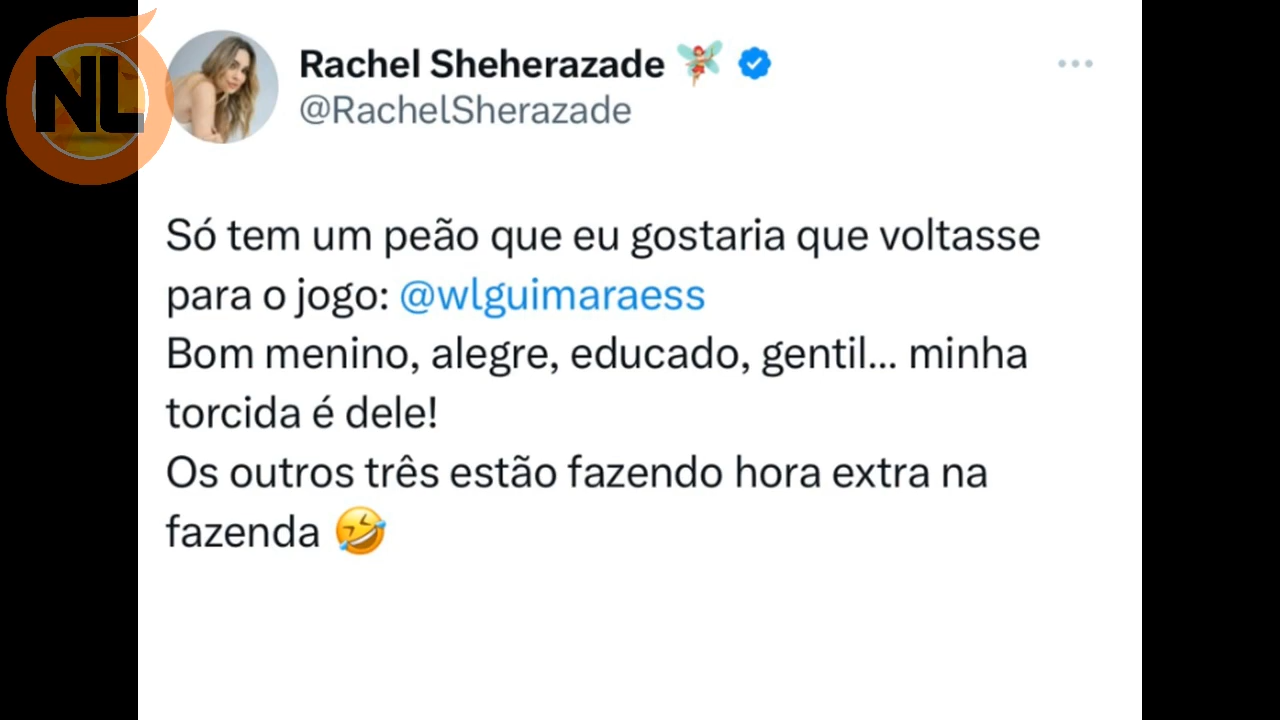 NL
Rachel Sheherazade 🧚
@RachelSherazade
Só tem um peão que eu gostaria que voltasse
para o jogo: @wlguimaraess
Bom menino, alegre, educado, gentil... minha
torcida é dele!
Os outros três estão fazendo hora extra na
fazenda 🤣